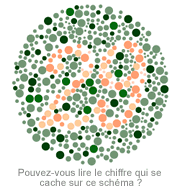 Pouvez-vous lire le chiffre qui se
cache sur ce schéma ?